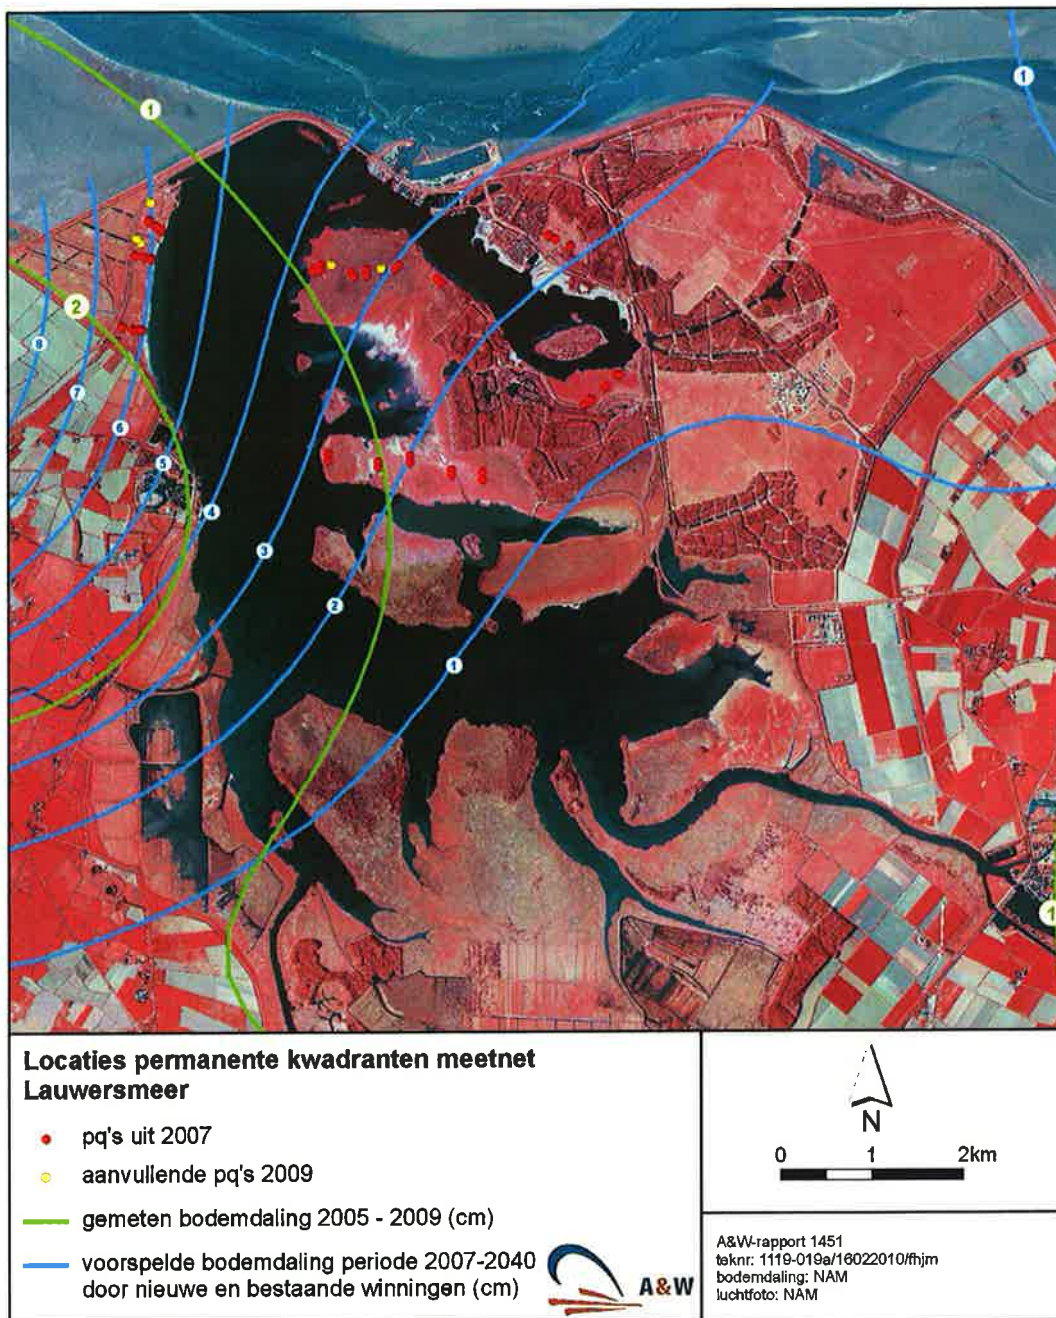 1
1
2
8
7
6
5
4
3
2
1
1
Locaties permanente kwadranten meetnet
Lauwersmeer
pq's uit 2007
aanvullende pq's 2009
gemeten bodemdaling 2005 - 2009 (cm)
voorspelde bodemdaling periode 2007-2040
door nieuwe en bestaande winningen (cm)
A&W
N
0 1 2km
A&W-rapport 1451
teknr: 1119-019a/16022010/fhjm
bodemdaling: NAM
luchtfoto: NAM